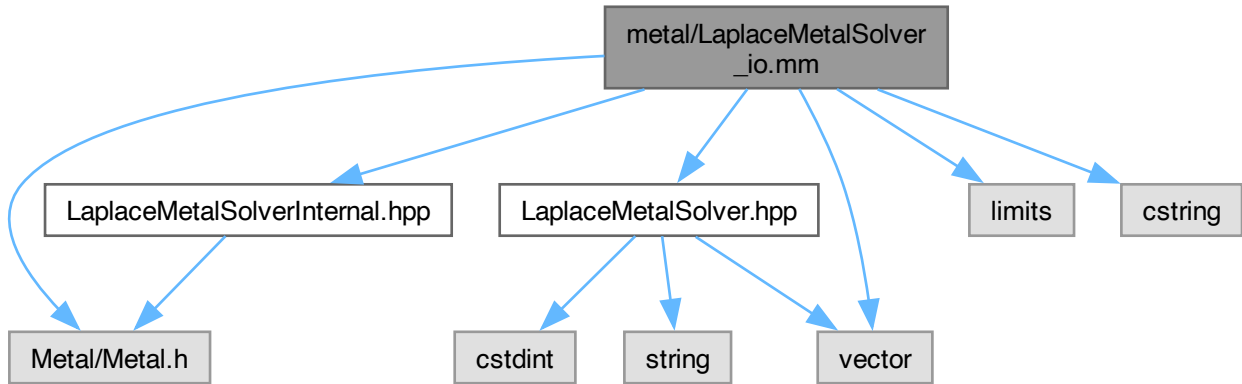 metal/LaplaceMetalSolver
_io.mm
LaplaceMetalSolverInternal.hpp
LaplaceMetalSolver.hpp
limits
cstring
Metal/Metal.h
cstdint
string
vector